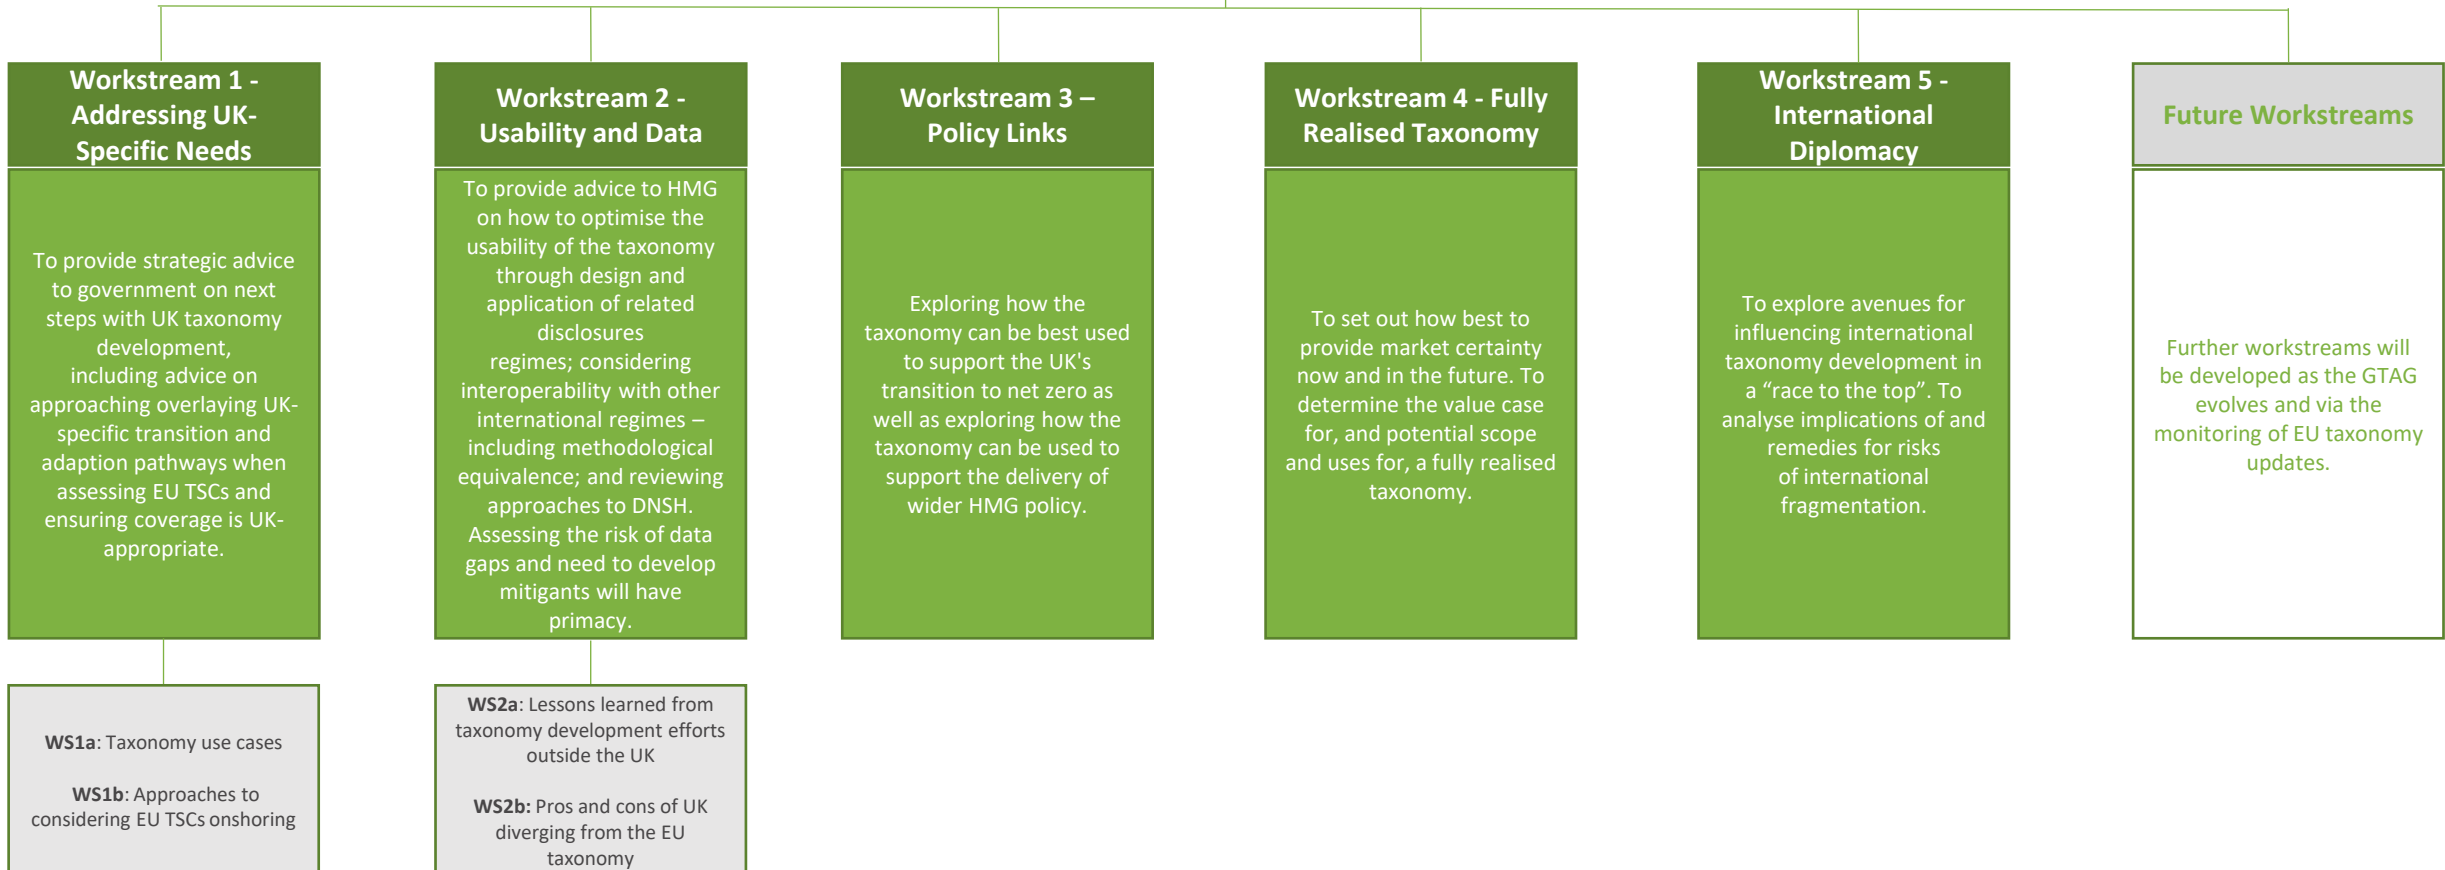 Workstream 1 -
Addressing UK-
Specific Needs
To provide strategic advice
to government on next
steps with UK taxonomy
development,
including advice on
approaching overlaying UK-
specific transition and
adaption pathways when
assessing EU TSCs and
ensuring coverage is UK-
appropriate.
WS1a: Taxonomy use cases
WS1b: Approaches to
considering EU TSCs onshoring
Workstream 2 -
Usability and Data
To provide advice to HMG
on how to optimise the
usability of the taxonomy
through design and
application of related
disclosures
regimes; considering
interoperability with other
international regimes –
including methodological
equivalence; and reviewing
approaches to DNSH.
Assessing the risk of data
gaps and need to develop
mitigants will have
primacy.
WS2a: Lessons learned from
taxonomy development efforts
outside the UK
WS2b: Pros and cons of UK
diverging from the EU
taxonomy
Workstream 3 –
Policy Links
Exploring how the
taxonomy can be best used
to support the UK's
transition to net zero as
well as exploring how the
taxonomy can be used to
support the delivery of
wider HMG policy.
Workstream 4 - Fully
Realised Taxonomy
To set out how best to
provide market certainty
now and in the future. To
determine the value case
for, and potential scope
and uses for, a fully realised
taxonomy.
Workstream 5 -
International
Diplomacy
To explore avenues for
influencing international
taxonomy development in
a “race to the top”. To
analyse implications of and
remedies for risks
of international
fragmentation.
Future Workstreams
Further workstreams will
be developed as the GTAG
evolves and via the
monitoring of EU taxonomy
updates.